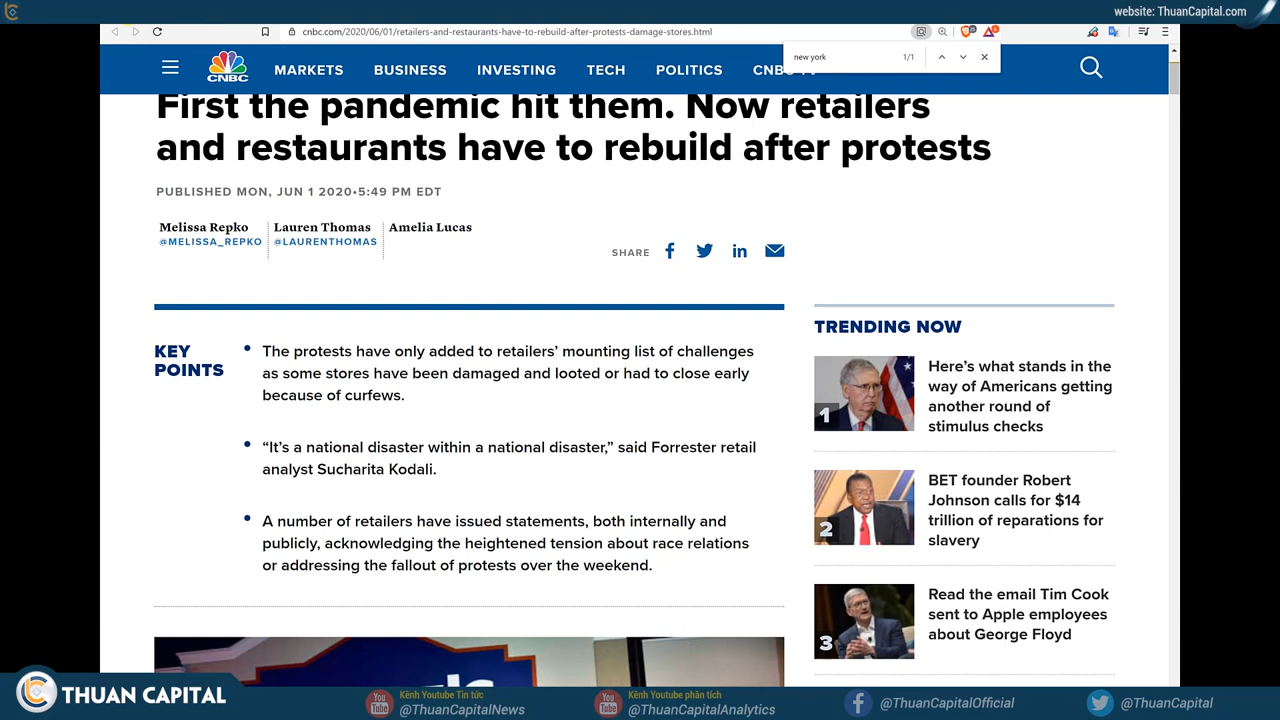 website: ThuanCapital.com
cnbc.com/2020/06/01/retailers-and-restaurants-have-to-rebuild-after-protests-damage-stores.html
new york
1/1
CNBC
MARKETS
BUSINESS
INVESTING
TECH
POLITICS
First the pandemic hit them. Now retailers
and restaurants have to rebuild after protests
PUBLISHED MON, JUN 1 2020•5:49 PM EDT
Melissa Repko
@MELISSA_REPKO
Lauren Thomas
@LAURENTHOMAS
Amelia Lucas
SHARE
KEY
POINTS
The protests have only added to retailers’ mounting list of challenges
as some stores have been damaged and looted or had to close early
because of curfews.
“It’s a national disaster within a national disaster,” said Forrester retail
analyst Sucharita Kodali.
A number of retailers have issued statements, both internally and
publicly, acknowledging the heightened tension about race relations
or addressing the fallout of protests over the weekend.
TRENDING NOW
1
Here’s what stands in the
way of Americans getting
another round of
stimulus checks
2
BET founder Robert
Johnson calls for $14
trillion of reparations for
slavery
3
Read the email Tim Cook
sent to Apple employees
about George Floyd
THUAN CAPITAL
Kênh Youtube Tin tức
@ThuanCapitalNews
Kênh Youtube phân tích
@ThuanCapitalAnalytics
@ThuanCapitalOfficial
@ThuanCapital